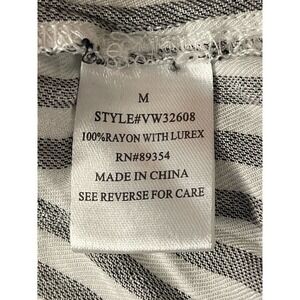 M
STYLE#VW32608
100%RAYON WITH LUREX
RN#89354
MADE IN CHINA
SEE REVERSE FOR CARE